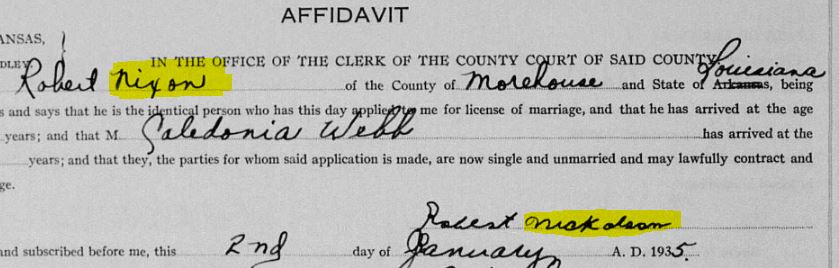 AFFIDAVIT
ANSAS, }
DLEY
IN THE OFFICE OF THE CLERK OF THE COUNTY COURT OF SAID COUNTY
Robert Nixon of the County of Morehouse and State of Arkansas, Louisiana being
s and says that he is the identical person who has this day applied to me for license of marriage, and that he has arrived at the age
years; and that M Caledonia Webb has arrived at the
years; and that they, the parties for whom said application is made, are now single and unmarried and may lawfully contract and
ge.
Robert Nickolson
and subscribed before me, this 2nd day of January A. D. 1935.